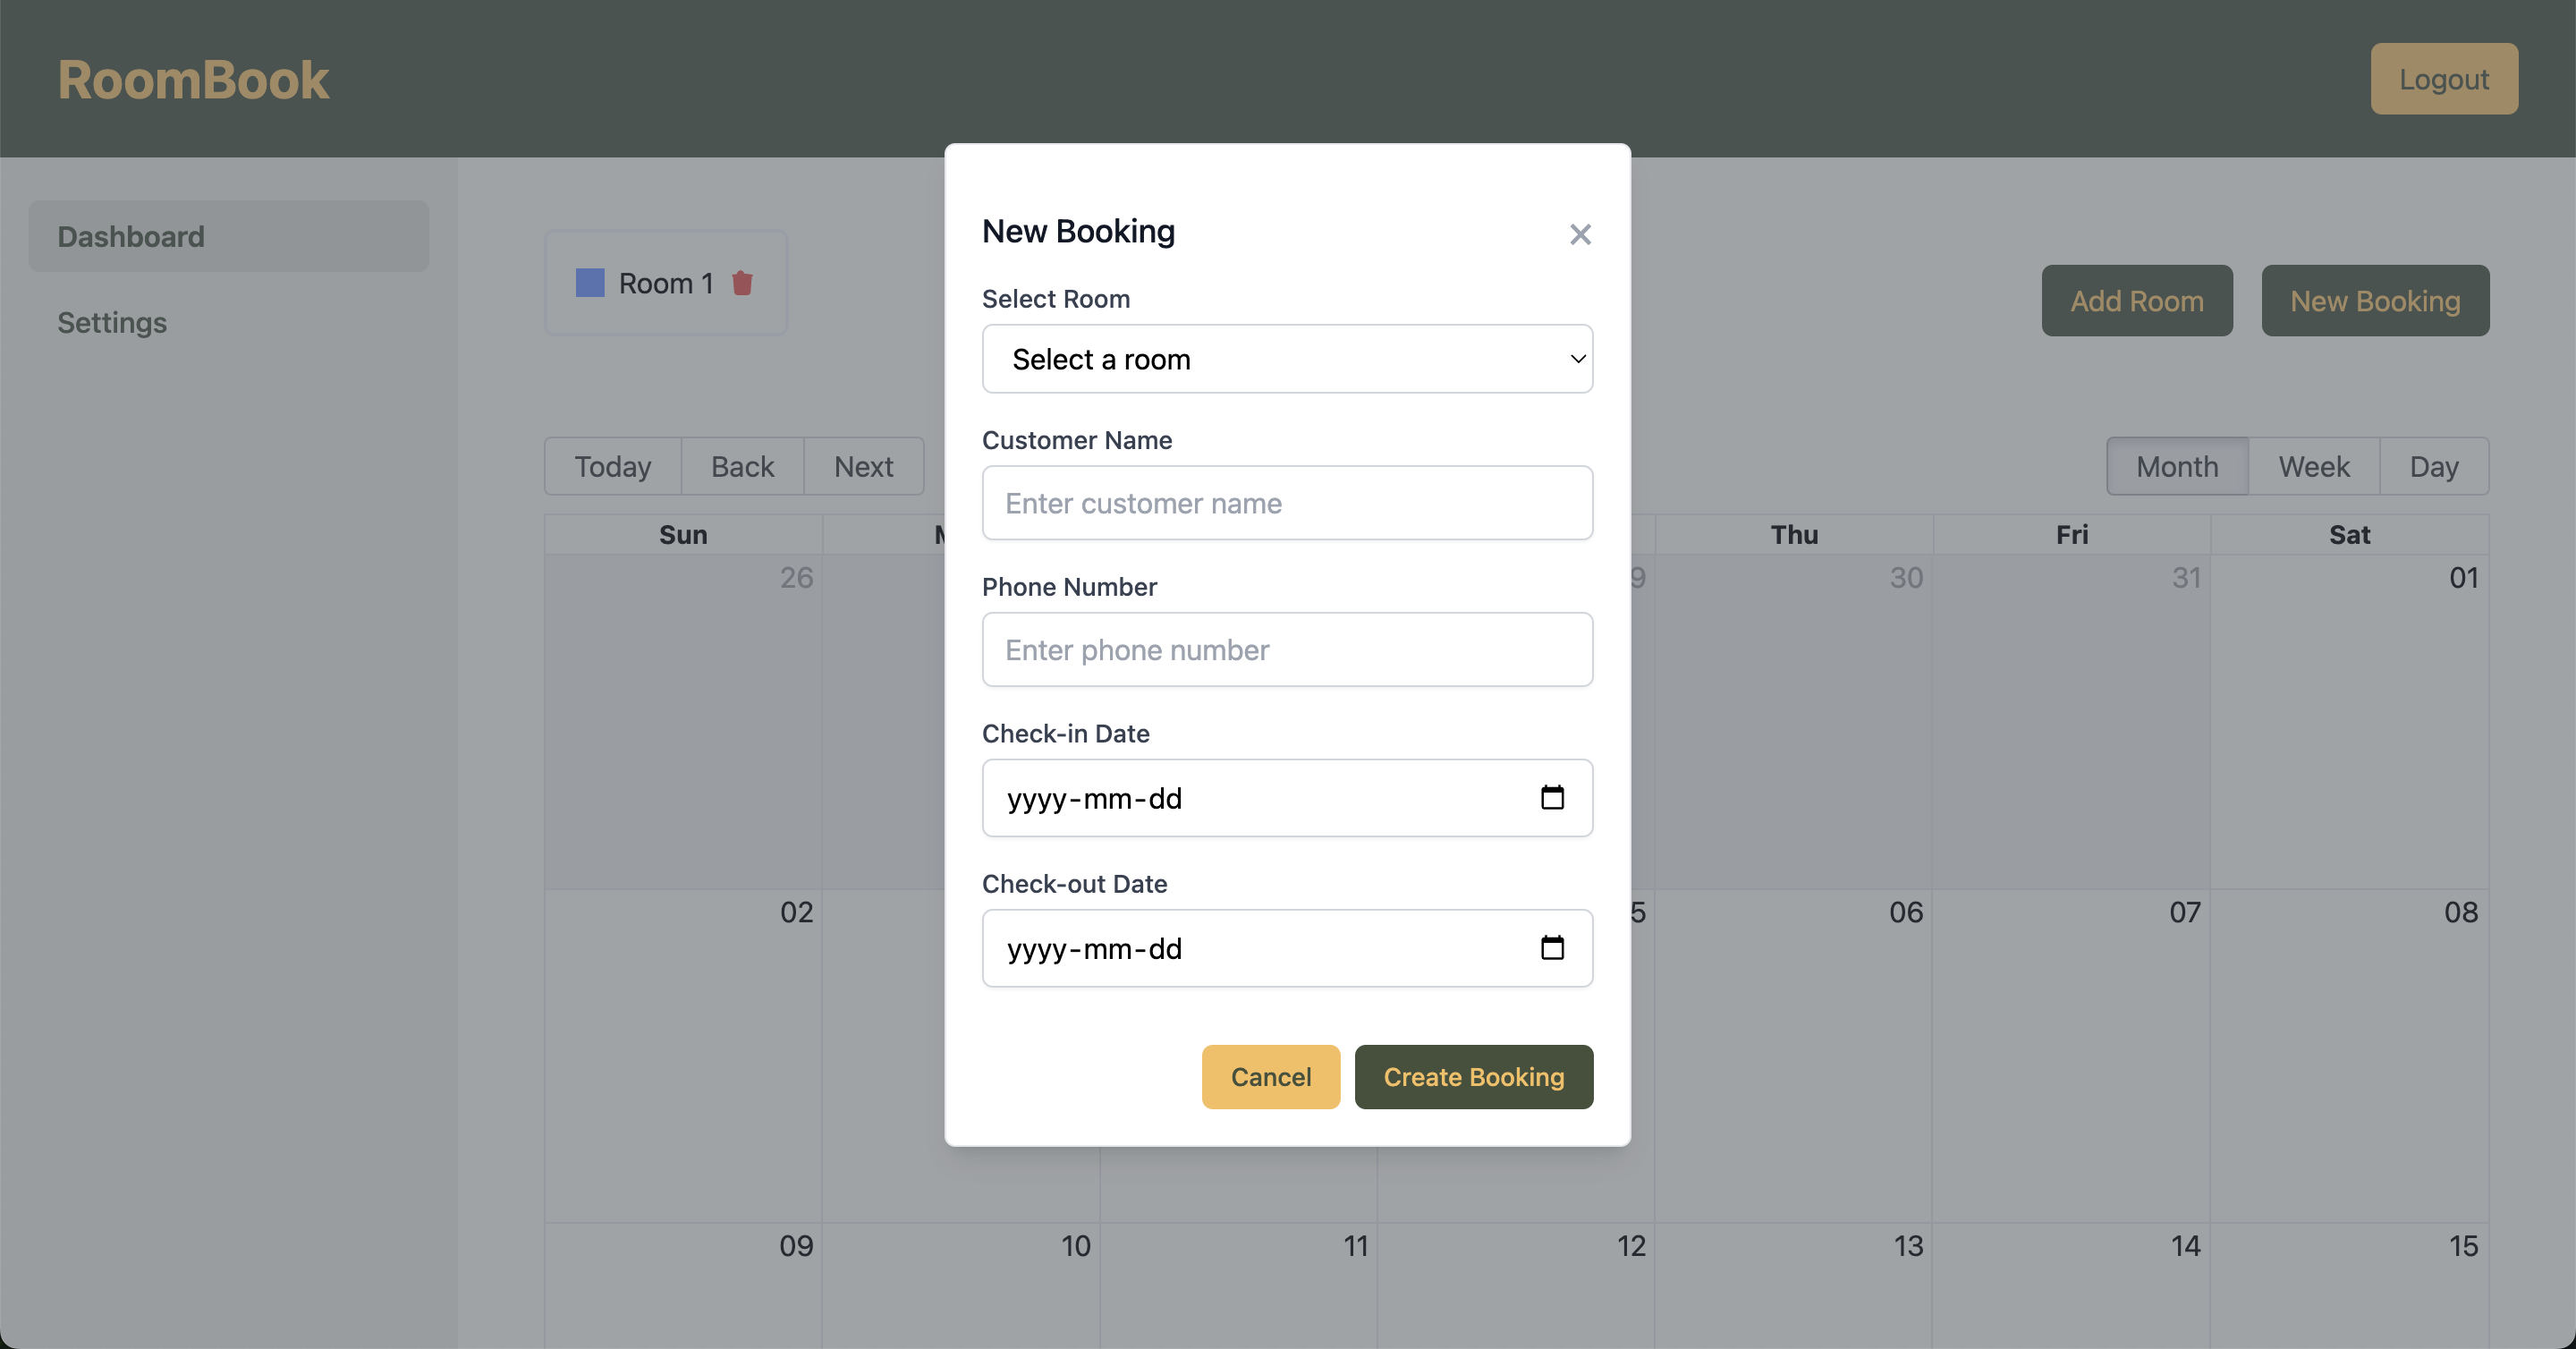 RoomBook
Logout
Dashboard
Settings
Room 1
Add Room
New Booking
Today
Back
Next
Month
Week
Day
Sun
Thu
Fri
Sat
26
30
31
01
02
06
07
08
09
10
11
12
13
14
15
New Booking
Select Room
Select a room
Customer Name
Enter customer name
Phone Number
Enter phone number
Check-in Date
yyyy-mm-dd
Check-out Date
yyyy-mm-dd
Cancel
Create Booking